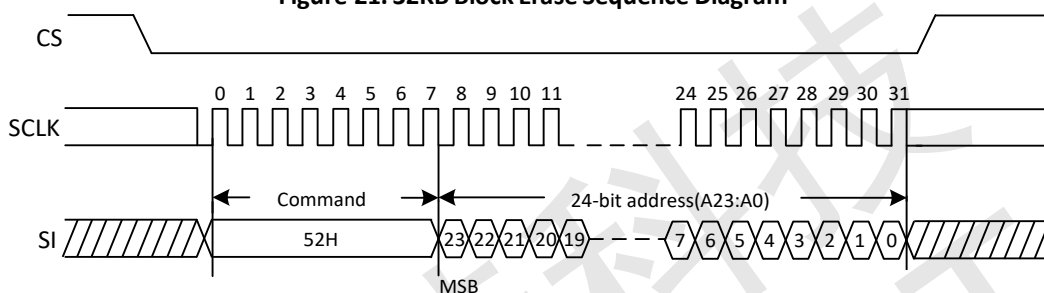 Figure 21. 32KB Block Erase Sequence Diagram
CS
0 1 2 3 4 5 6 7 8 9 10 11 24 25 26 27 28 29 30 31
SCLK
Command 24-bit address(A23:A0)
SI 52H 23 22 21 20 19 7 6 5 4 3 2 1 0
MSB
科技